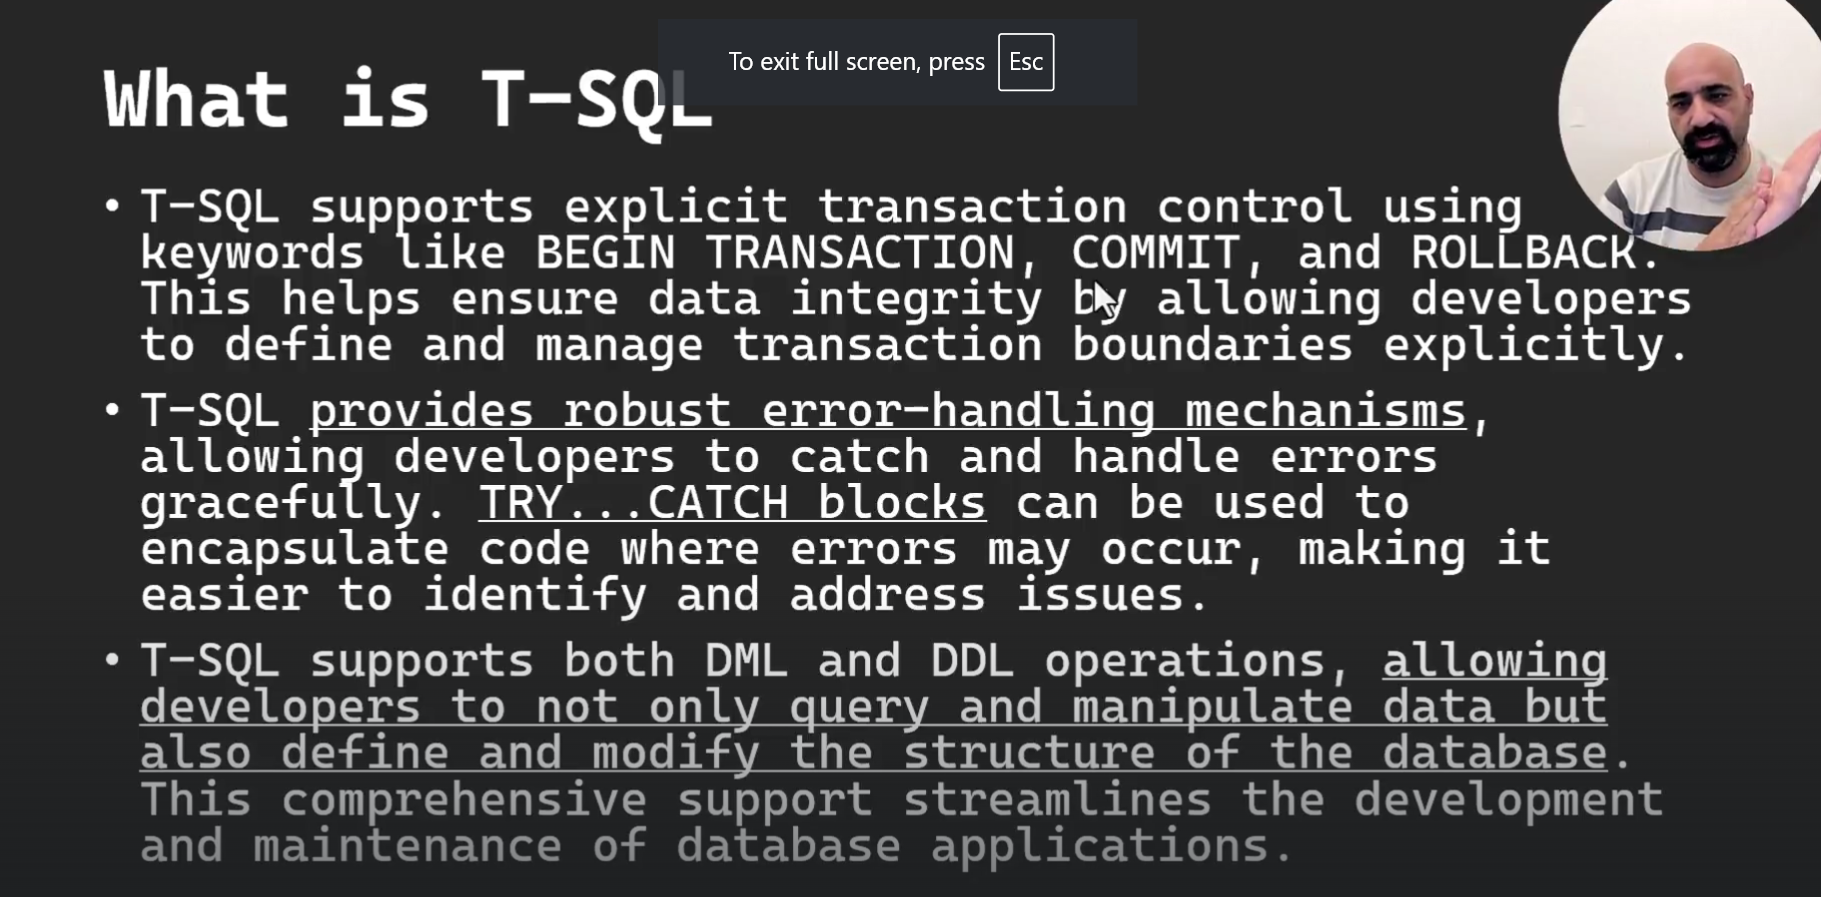 To exit full screen, press Esc
What is T-SQL
• T-SQL supports explicit transaction control using
keywords like BEGIN TRANSACTION, COMMIT, and ROLLBACK.
This helps ensure data integrity by allowing developers
to define and manage transaction boundaries explicitly.
• T-SQL provides robust error-handling mechanisms,
allowing developers to catch and handle errors
gracefully. TRY...CATCH blocks can be used to
encapsulate code where errors may occur, making it
easier to identify and address issues.
• T-SQL supports both DML and DDL operations, allowing
developers to not only query and manipulate data but
also define and modify the structure of the database.
This comprehensive support streamlines the development
and maintenance of database applications.